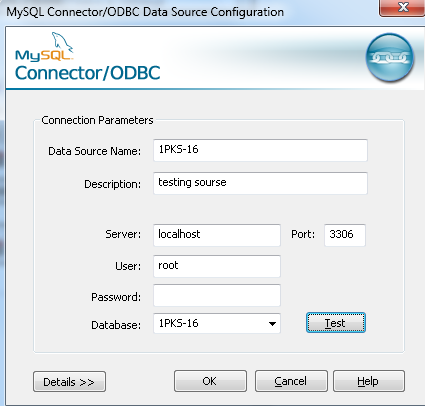 MySQL Connector/ODBC Data Source Configuration
MySQL
Connector/ODBC
Connection Parameters
Data Source Name: 1PKS-16
Description: testing sourse
Server: localhost Port: 3306
User: root
Password:
Database: 1PKS-16 Test
Details >> OK Cancel Help